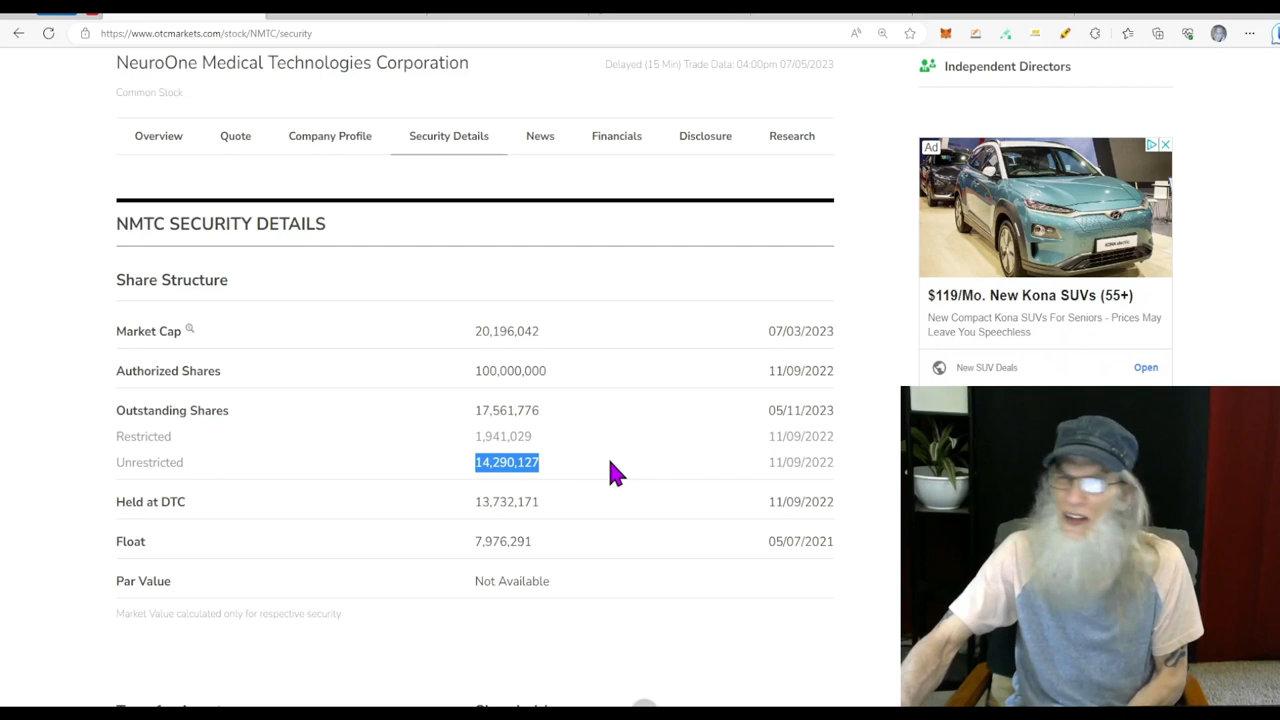 https://www.otcmarkets.com/stock/NMTC/security
NeuroOne Medical Technologies Corporation
Delayed (15 Min) Trade Data: 04:00pm 07/05/2023
Common Stock
Overview Quote Company Profile Security Details News Financials Disclosure Research
NMTC SECURITY DETAILS
Share Structure
Market Cap 20,196,042 07/03/2023
Authorized Shares 100,000,000 11/09/2022
Outstanding Shares 17,561,776 05/11/2023
Restricted 1,941,029 11/09/2022
Unrestricted 14,290,127 11/09/2022
Held at DTC 13,732,171 11/09/2022
Float 7,976,291 05/07/2021
Par Value Not Available
Market Value calculated only for respective security
Independent Directors
Ad
$119/Mo. New Kona SUVs (55+)
New Compact Kona SUVs For Seniors - Prices May
Leave You Speechless
New SUV Deals Open